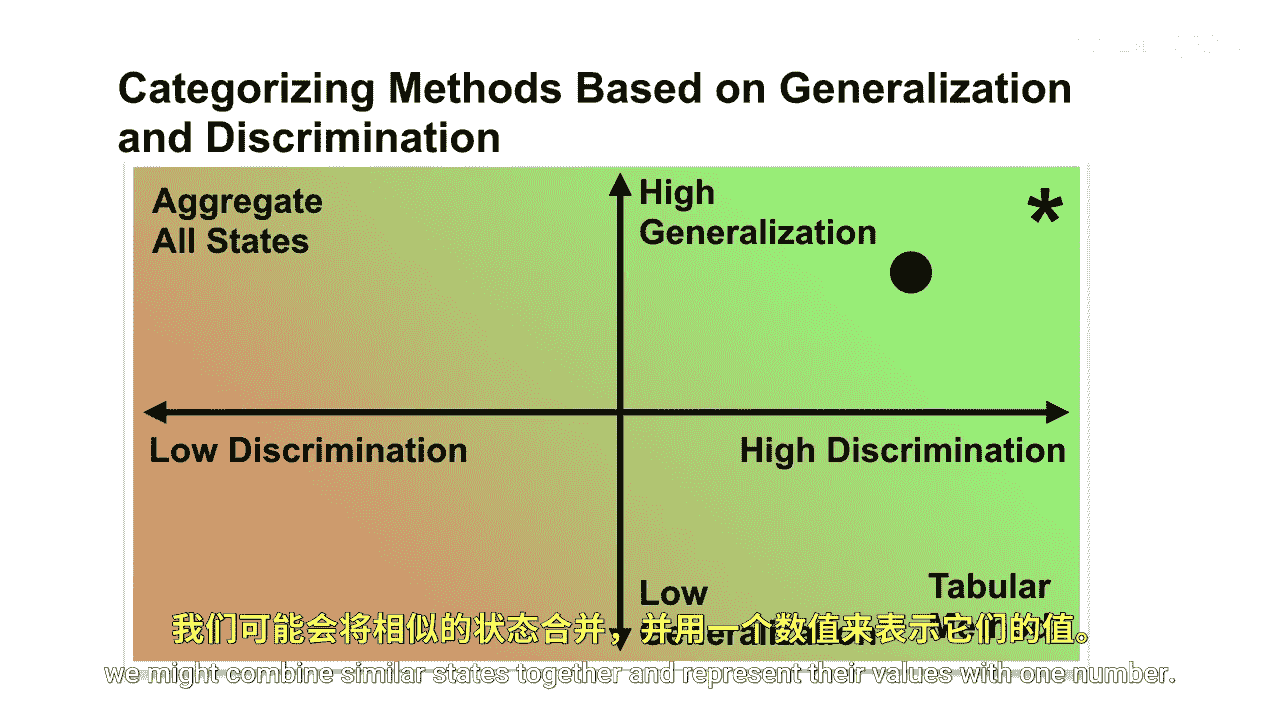 Categorizing Methods Based on Generalization
and Discrimination
Aggregate
All States
High
Generalization
*
Low Discrimination
High Discrimination
Low
Generalization
Tabular
我们可能会将相似的状态合并，并用一个数值来表示它们的值。
we might combine similar states together and represent their values with one number.